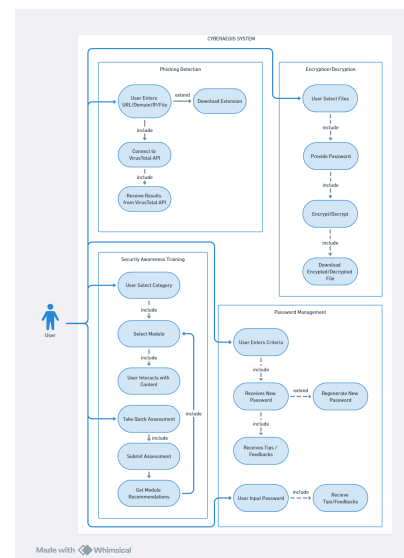 CYBERAEGIS SYSTEM
Phishing Detection
User Enters
URL/Domain/IP/File
extend
Download Extension
include
Connect to
VirusTotal API
include
Receive Results
from VirusTotal API
Encryption/Decryption
User Select Files
include
Provide Password
include
Encrypt/Decrypt
include
Download
Encypted/Decrypted
File
Security Awareness Training
User Select Category
include
Select Module
include
User Interacts with
Content
include
Take Quick Assessment
include
Submit Assessment
Get Module
Recommendations
User
Password Management
User Enters Criteria
include
Receives New
Password
extend
Regenerate New
Password
include
Receives Tips /
Feedbacks
User Input Password
include
Recieve
Tips/Feedbacks
Made with Whimsical